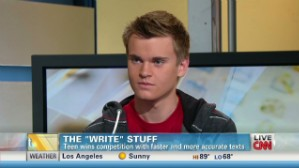 THE "WRITE" STUFF
Teen wins competition with faster and more accurate texts
LIVE
CNN
WEATHER Los Angeles Sunny HI 89° LO 68°